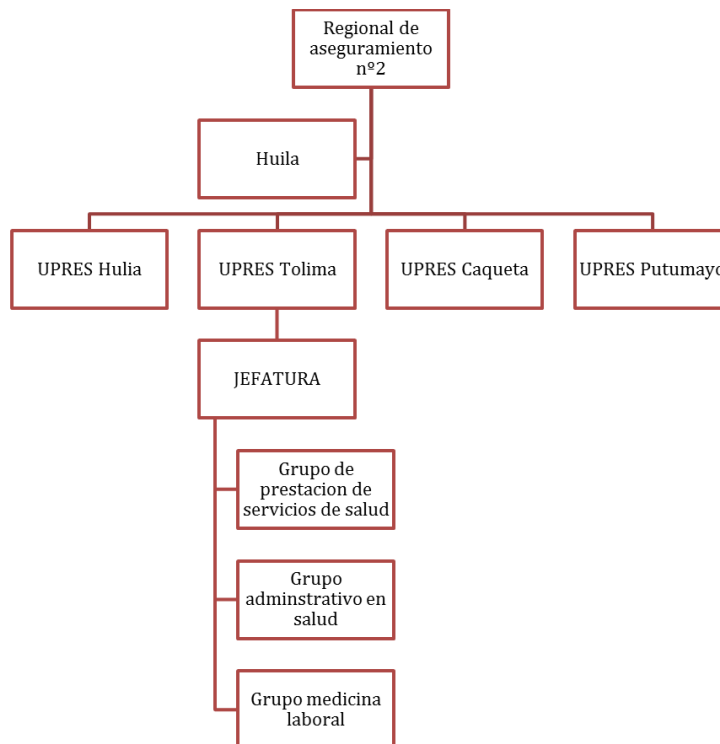 Regional de
aseguramiento
nº2
Huila
UPRES Hulia
UPRES Tolima
UPRES Caqueta
UPRES Putumayo
JEFATURA
Grupo de
prestacion de
servicios de salud
Grupo
adminstrativo en
salud
Grupo medicina
laboral